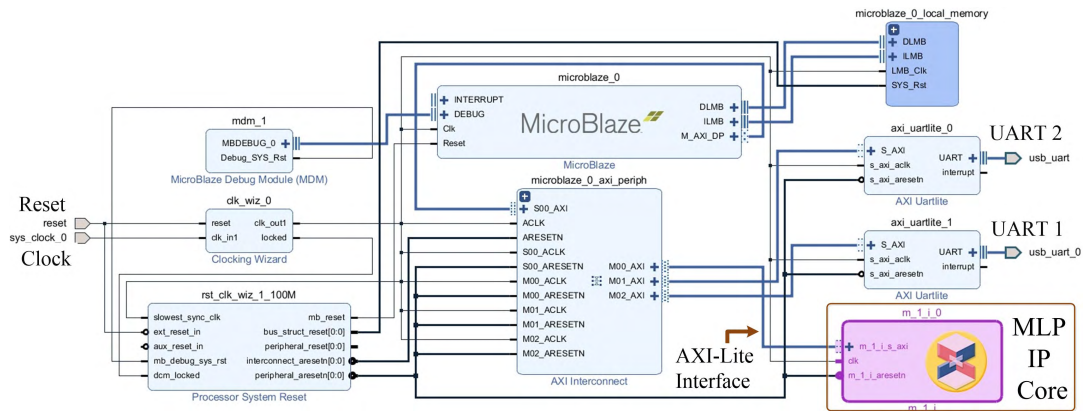 microblaze_0_local_memory
DLMB
ILMB
LMB_Clk
SYS_Rst
microblaze_0
INTERRUPT
DEBUG
Clk
Reset
MicroBlaze
DLMB
ILMB
M_AXI_DP
MicroBlaze
mdm_1
MBDEBUG_0
Debug_SYS_Rst
MicroBlaze Debug Module (MDM)
axi_uartlite_0
S_AXI
s_axi_aclk
s_axi_aresetn
UART
interrupt
AXI Uartlite
UART 2
usb_uart
Reset
reset
sys_clock_0
Clock
clk_wiz_0
reset
clk_in1
clk_out1
locked
Clocking Wizard
microblaze_0_axi_periph
S00_AXI
ACLK
ARESETN
S00_ACLK
S00_ARESETN
M00_ACLK
M00_ARESETN
M01_ACLK
M01_ARESETN
M02_ACLK
M02_ARESETN
M00_AXI
M01_AXI
M02_AXI
AXI Interconnect
axi_uartlite_1
S_AXI
s_axi_aclk
s_axi_aresetn
UART
interrupt
AXI Uartlite
UART 1
usb_uart_0
rst_clk_wiz_1_100M
slowest_sync_clk
ext_reset_in
aux_reset_in
mb_debug_sys_rst
dcm_locked
mb_reset
bus_struct_reset[0:0]
peripheral_reset[0:0]
interconnect_aresetn[0:0]
peripheral_aresetn[0:0]
Processor System Reset
AXI-Lite
Interface
m_1_i_0
m_1_i_s_axi
clk
m_1_i_aresetn
m_1_i
MLP
IP
Core